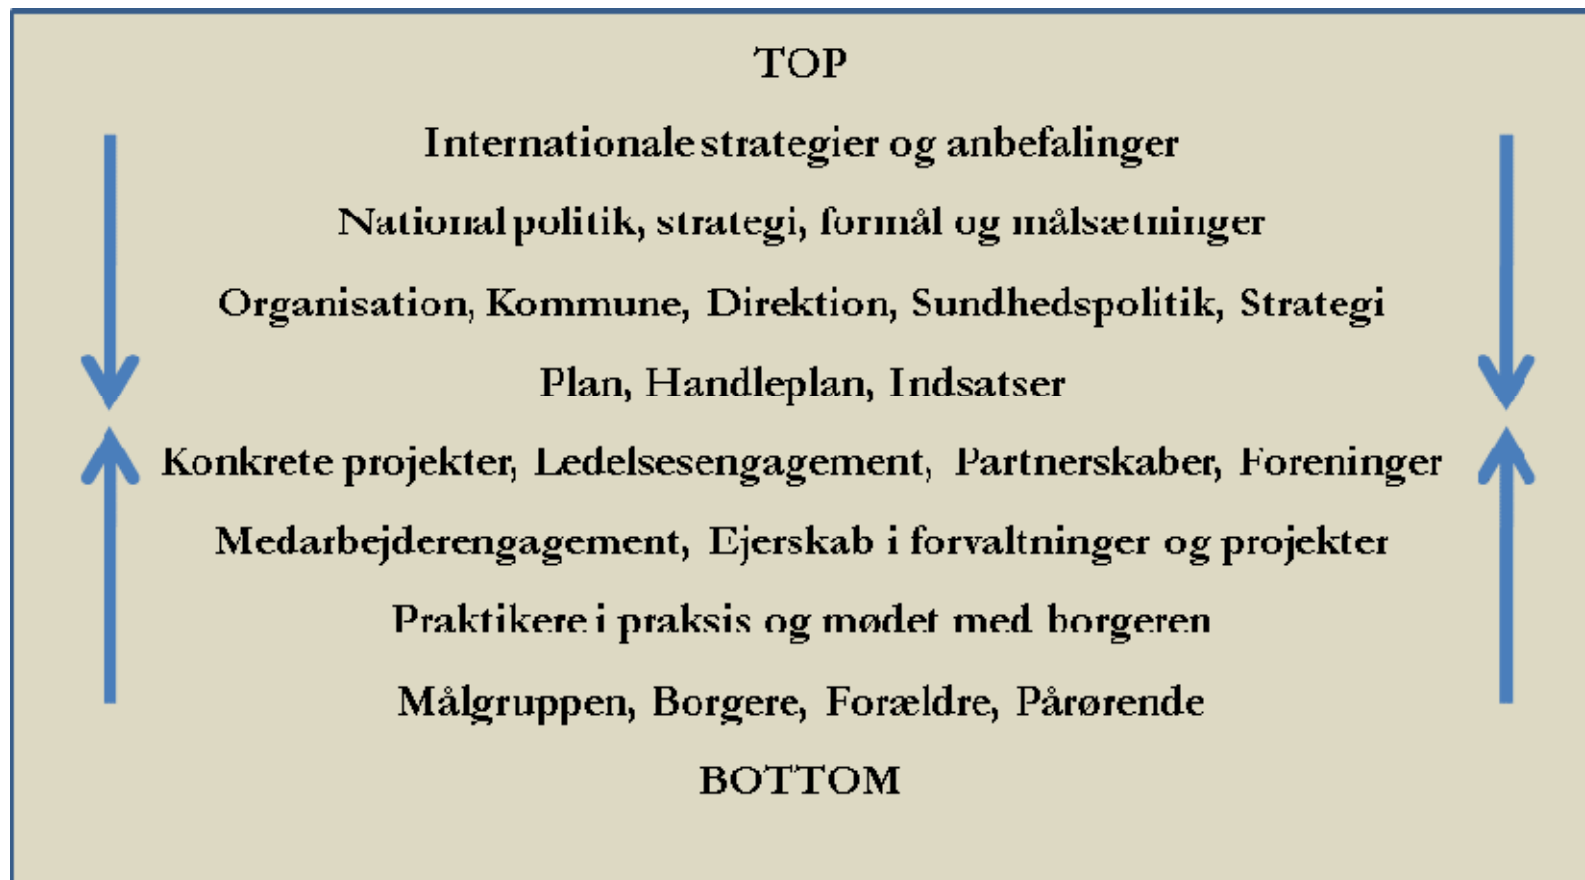 TOP
Internationale strategier og anbefalinger
National politik, strategi, formål og målsætninger
Organisation, Kommune, Direktion, Sundhedspolitik, Strategi
Plan, Handleplan, Indsatser
Konkrete projekter, Ledelsesengagement, Partnerskaber, Foreninger
Medarbejderengagement, Ejerskab i forvaltninger og projekter
Praktikere i praksis og mødet med borgeren
Målgruppen, Borgere, Forældre, Pårørende
BOTTOM